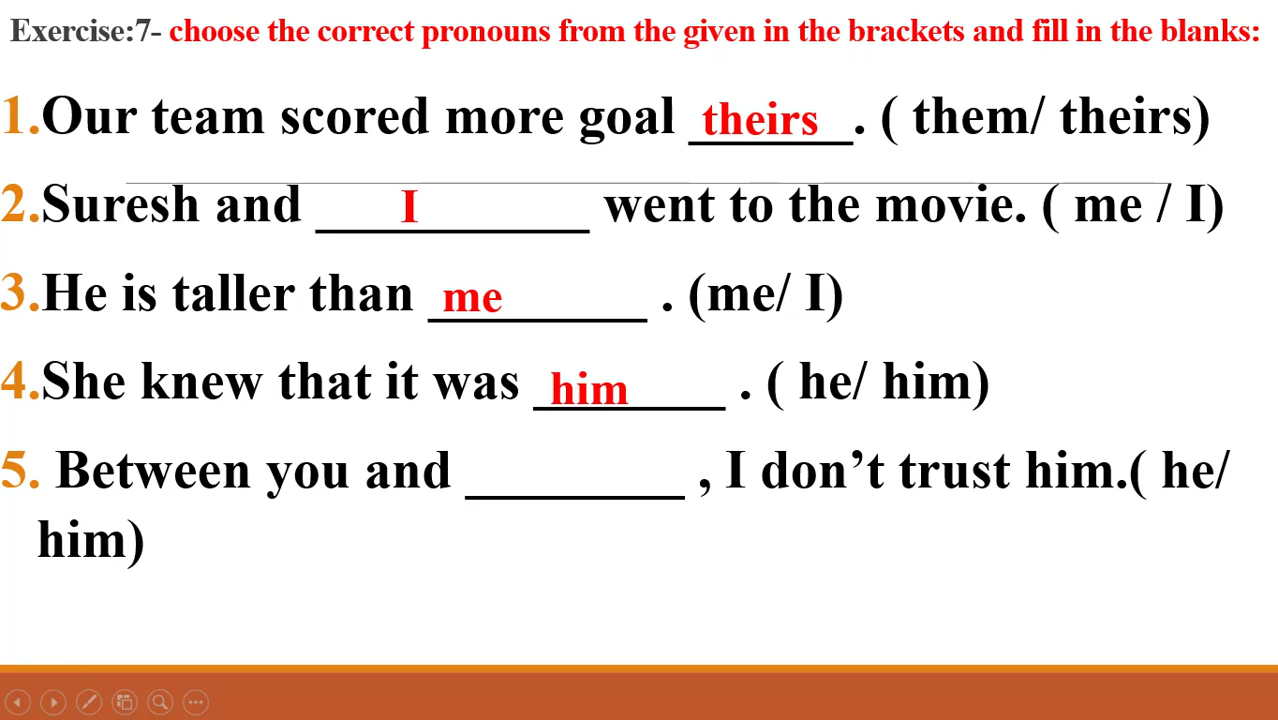 Exercise:7- choose the correct pronouns from the given in the brackets and fill in the blanks:
1.Our team scored more goal theirs. ( them/ theirs)
2.Suresh and I went to the movie. ( me / I)
3.He is taller than me . (me/ I)
4.She knew that it was him . ( he/ him)
5. Between you and ________ , I don’t trust him.( he/
him)